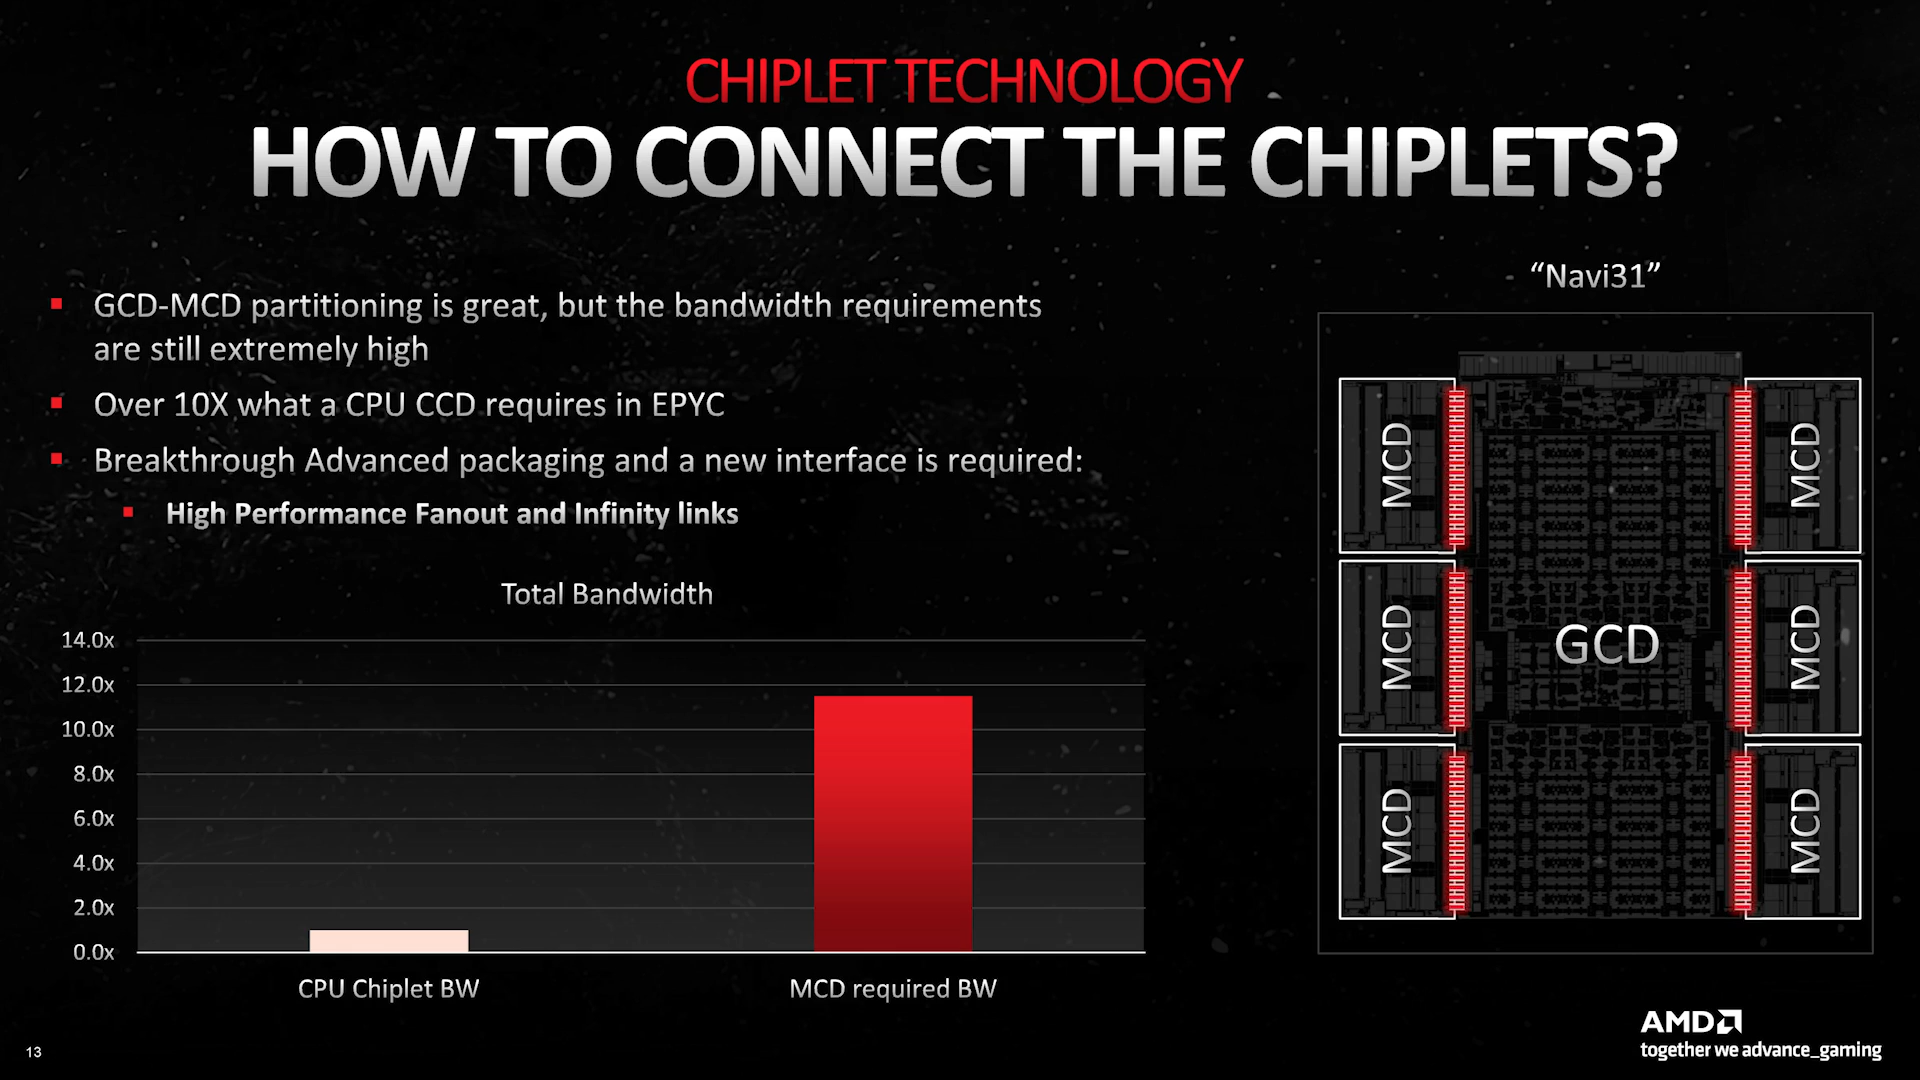 CHIPLET TECHNOLOGY
HOW TO CONNECT THE CHIPLETS?
GCD-MCD partitioning is great, but the bandwidth requirements
are still extremely high
Over 10X what a CPU CCD requires in EPYC
Breakthrough Advanced packaging and a new interface is required:
High Performance Fanout and Infinity links
Total Bandwidth
14.0x
12.0x
10.0x
8.0x
6.0x
4.0x
2.0x
0.0x
CPU Chiplet BW
MCD required BW
“Navi31”
MCD
MCD
MCD
GCD
MCD
MCD
MCD
AMD
together we advance_gaming
13